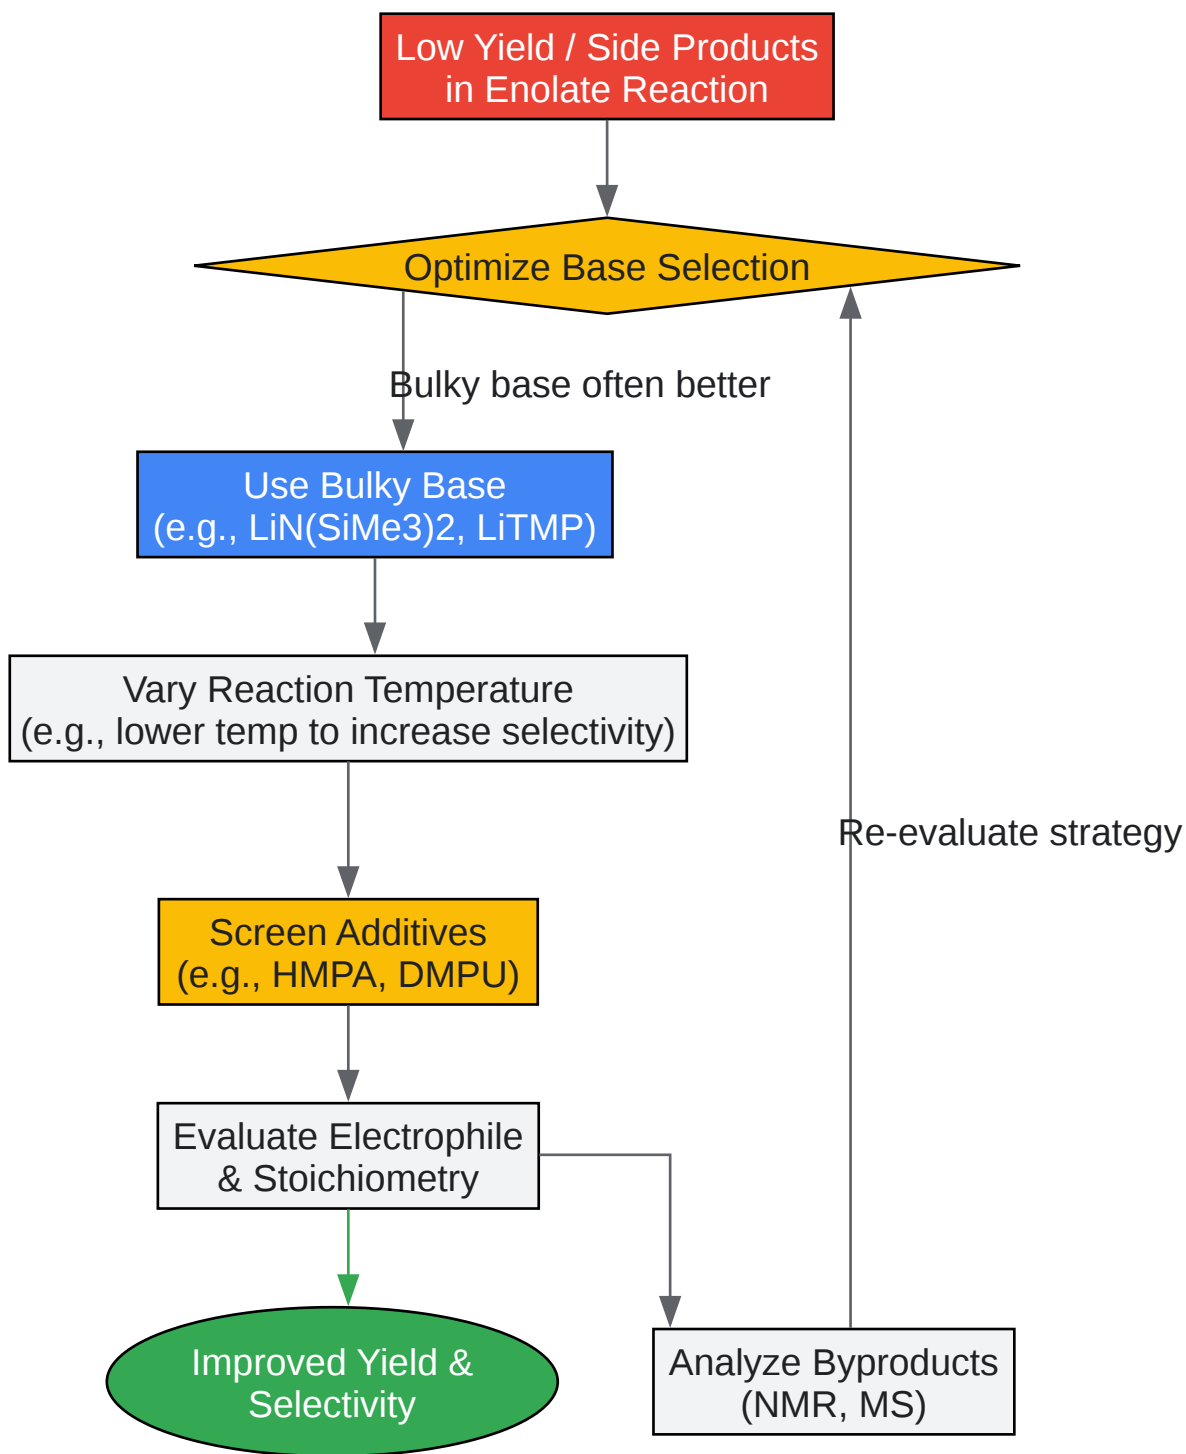 Low Yield / Side Products
in Enolate Reaction
Optimize Base Selection
Bulky base often better
Use Bulky Base
(e.g., LiN(SiMe3)2, LiTMP)
Vary Reaction Temperature
(e.g., lower temp to increase selectivity)
Re-evaluate strategy
Screen Additives
(e.g., HMPA, DMPU)
Evaluate Electrophile
& Stoichiometry
Improved Yield &
Selectivity
Analyze Byproducts
(NMR, MS)